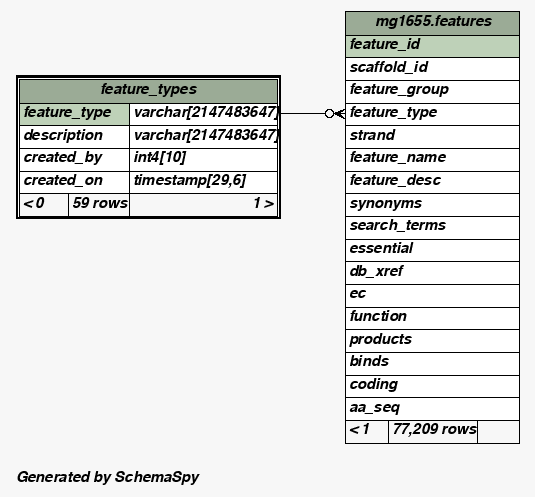 feature_types
feature_type varchar[2147483647]
description varchar[2147483647]
created_by int4[10]
created_on timestamp[29,6]
< 0 59 rows 1 >
mg1655.features
feature_id
scaffold_id
feature_group
feature_type
strand
feature_name
feature_desc
synonyms
search_terms
essential
db_xref
ec
function
products
binds
coding
aa_seq
< 1 77,209 rows
Generated by SchemaSpy